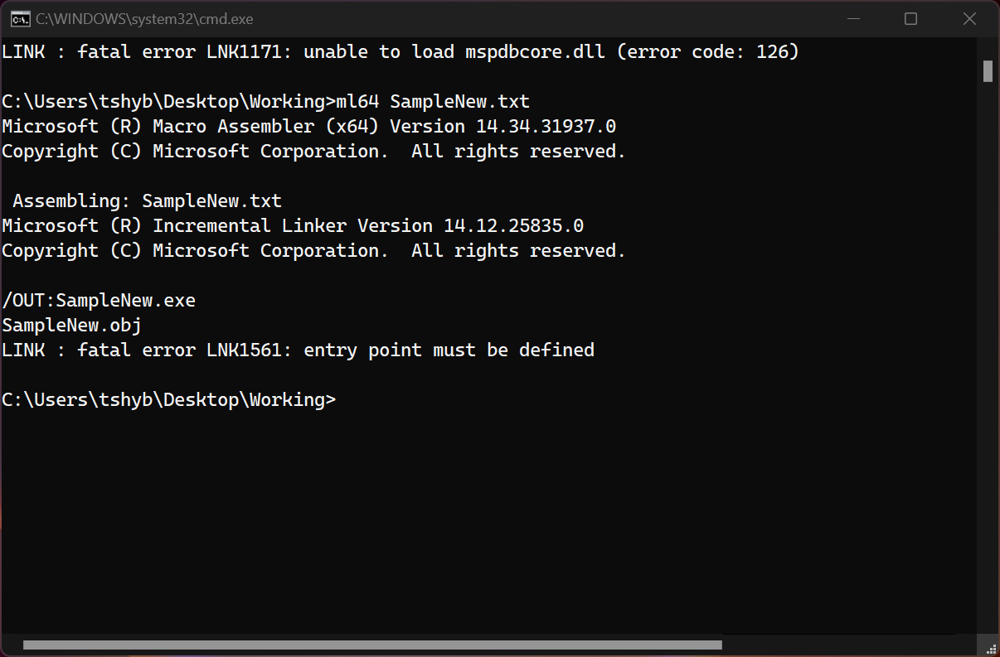 C:\WINDOWS\system32\cmd.exe
LINK : fatal error LNK1171: unable to load mspdbcore.dll (error code: 126)
C:\Users\tshyb\Desktop\Working>ml64 SampleNew.txt
Microsoft (R) Macro Assembler (x64) Version 14.34.31937.0
Copyright (C) Microsoft Corporation.  All rights reserved.
 Assembling: SampleNew.txt
Microsoft (R) Incremental Linker Version 14.12.25835.0
Copyright (C) Microsoft Corporation.  All rights reserved.
/OUT:SampleNew.exe
SampleNew.obj
LINK : fatal error LNK1561: entry point must be defined
C:\Users\tshyb\Desktop\Working>